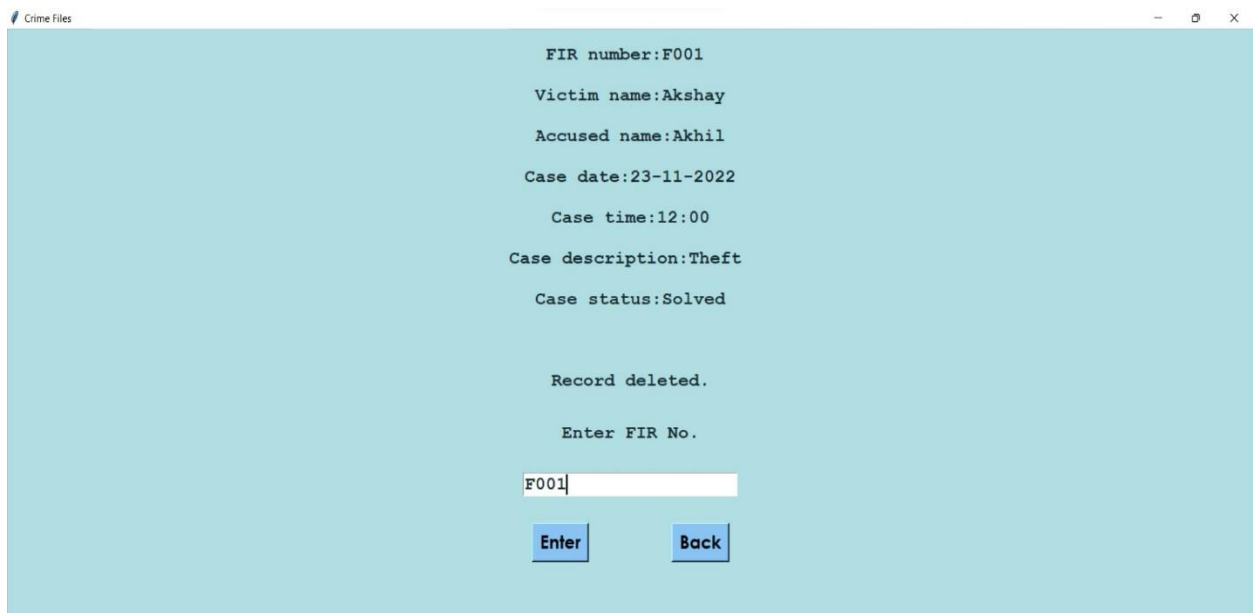 Crime Files
FIR number:F001
Victim name:Akshay
Accused name:Akhil
Case date:23-11-2022
Case time:12:00
Case description:Theft
Case status:Solved
Record deleted.
Enter FIR No.
F001
Enter Back